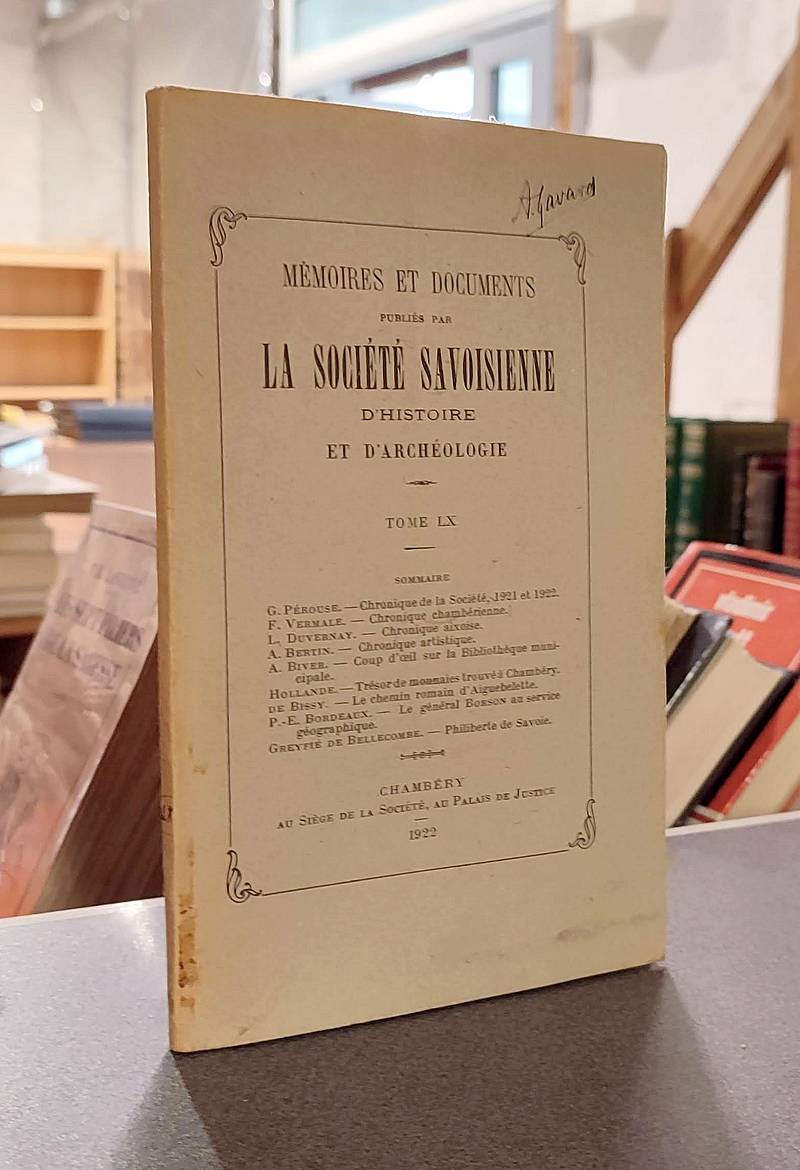 A. Gavard
MÉMOIRES ET DOCUMENTS
PUBLIÉS PAR
LA SOCIÉTÉ SAVOISIENNE
D'HISTOIRE
ET D'ARCHÉOLOGIE
TOME LX
SOMMAIRE
G. PÉROUSE. — Chronique de la Société, 1921 et 1922.
F. VERMALE. — Chronique chambérienne.
L. DUVERNAY. — Chronique aixoise.
A. BERTIN. — Chronique artistique.
A. BIVER. — Coup d'œil sur la Bibliothèque muni-
cipale.
HOLLANDE. — Trésor de monnaies trouvé à Chambéry.
DE BISSY. — Le chemin romain d'Aiguebelette.
P.-E. BORDEAUX. — Le général BORSON au service
géographique.
GREYFIÉ DE BELLECOMBE. — Philiberte de Savoie.
CHAMBÉRY
AU SIÈGE DE LA SOCIÉTÉ, AU PALAIS DE JUSTICE
1922